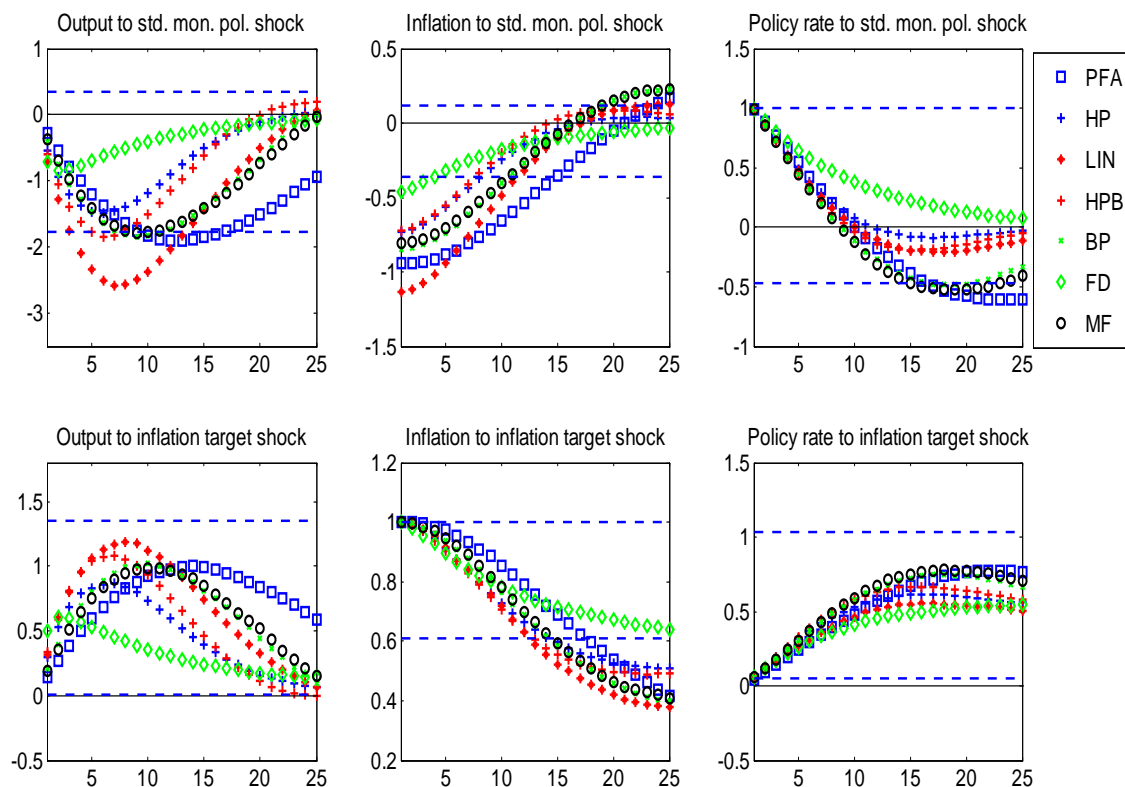 Output to std. mon. pol. shock
Inflation to std. mon. pol. shock
Policy rate to std. mon. pol. shock
1
0
-1
-2
-3
5 10 15 20 25
0.5
0
-0.5
-1
-1.5
5 10 15 20 25
1.5
1
0.5
0
-0.5
-1
5 10 15 20 25
PFA
HP
LIN
HPB
BP
FD
MF
Output to inflation target shock
Inflation to inflation target shock
Policy rate to inflation target shock
1.5
1
0.5
0
-0.5
5 10 15 20 25
1.2
1
0.8
0.6
0.4
0.2
5 10 15 20 25
1.5
1
0.5
0
-0.5
5 10 15 20 25